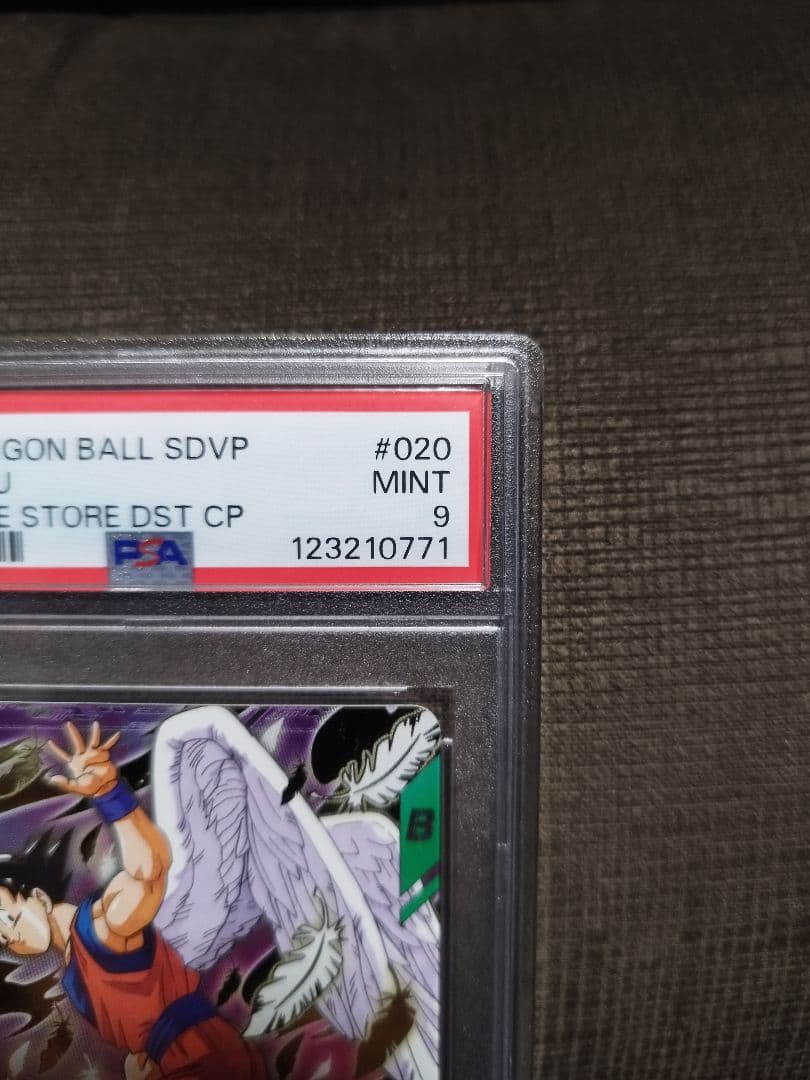 GON BALL SDVP #020
U MINT
E STORE DST CP 9
PSA 123210771
B